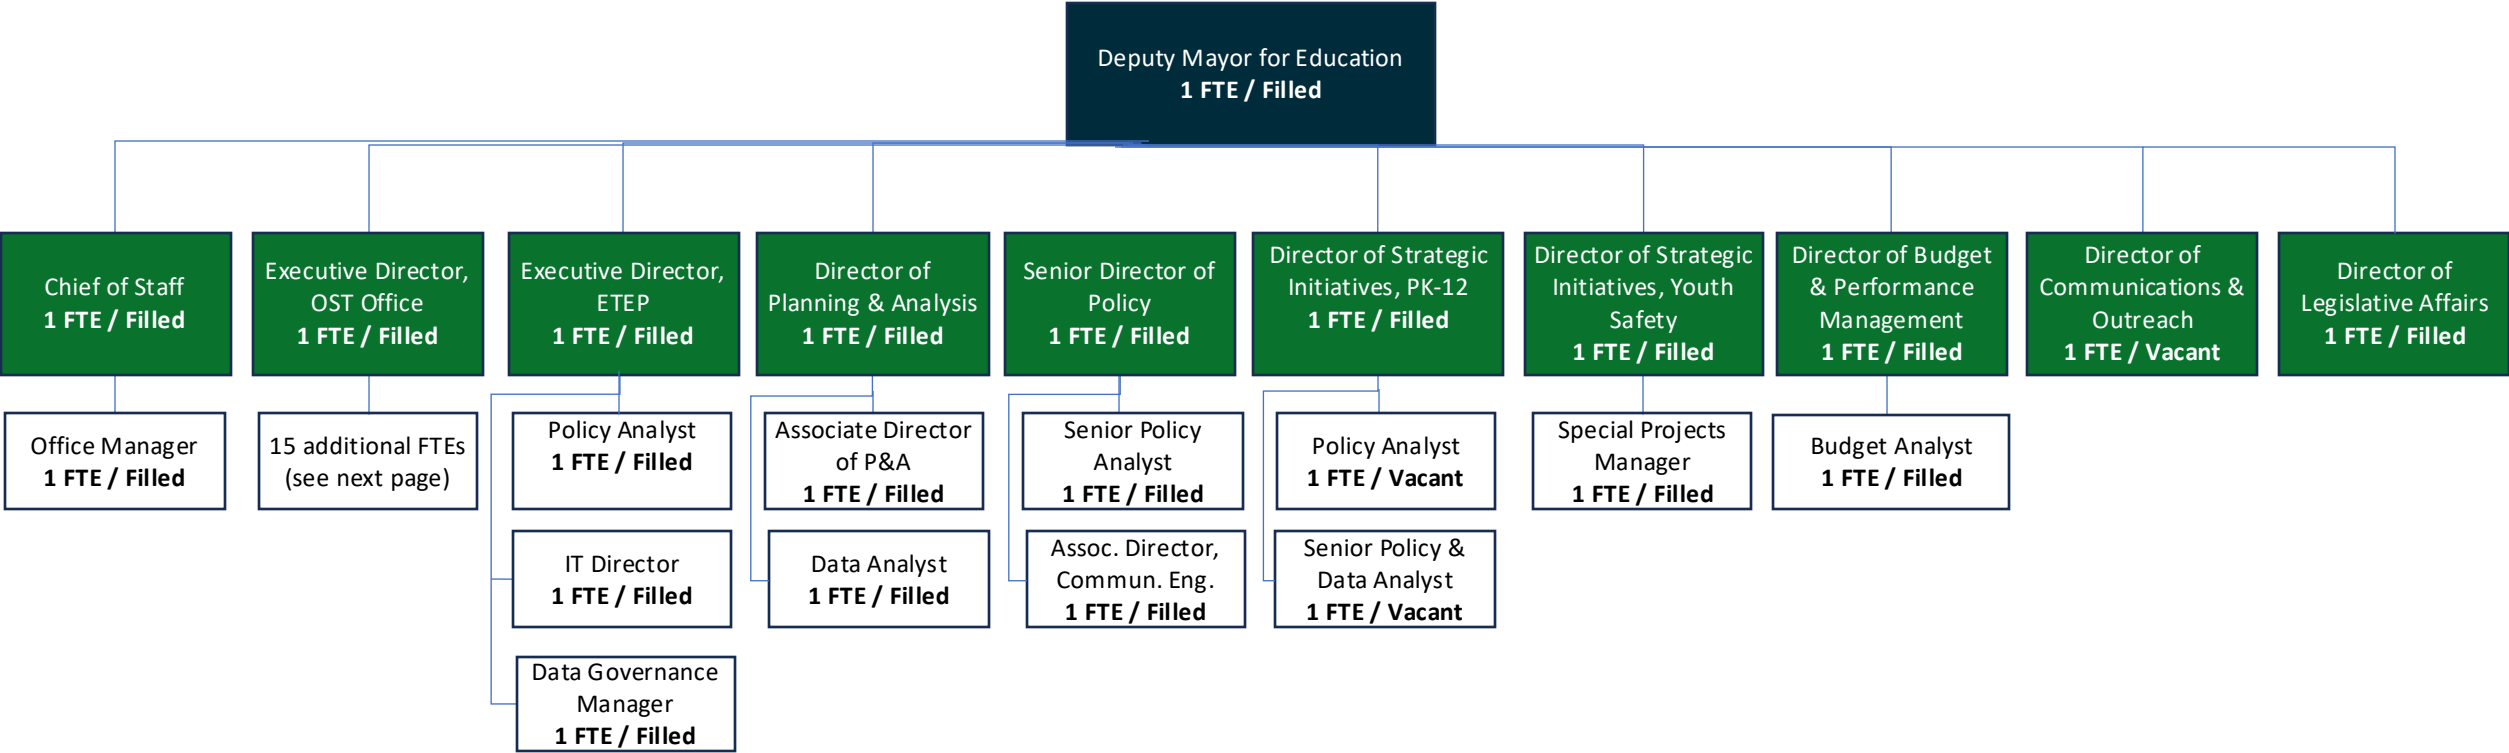 Deputy Mayor for Education
1 FTE / Filled
Chief of Staff
1 FTE / Filled
Executive Director,
OST Office
1 FTE / Filled
Executive Director,
ETEP
1 FTE / Filled
Director of
Planning & Analysis
1 FTE / Filled
Senior Director of
Policy
1 FTE / Filled
Director of Strategic
Initiatives, PK-12
1 FTE / Filled
Director of Strategic
Initiatives, Youth
Safety
1 FTE / Filled
Director of Budget
& Performance
Management
1 FTE / Filled
Director of
Communications &
Outreach
1 FTE / Vacant
Director of
Legislative Affairs
1 FTE / Filled
Office Manager
1 FTE / Filled
15 additional FTEs
(see next page)
Policy Analyst
1 FTE / Filled
Associate Director
of P&A
1 FTE / Filled
Senior Policy
Analyst
1 FTE / Filled
Policy Analyst
1 FTE / Vacant
Special Projects
Manager
1 FTE / Filled
Budget Analyst
1 FTE / Filled
IT Director
1 FTE / Filled
Data Analyst
1 FTE / Filled
Assoc. Director,
Commun. Eng.
1 FTE / Filled
Senior Policy &
Data Analyst
1 FTE / Vacant
Data Governance
Manager
1 FTE / Filled